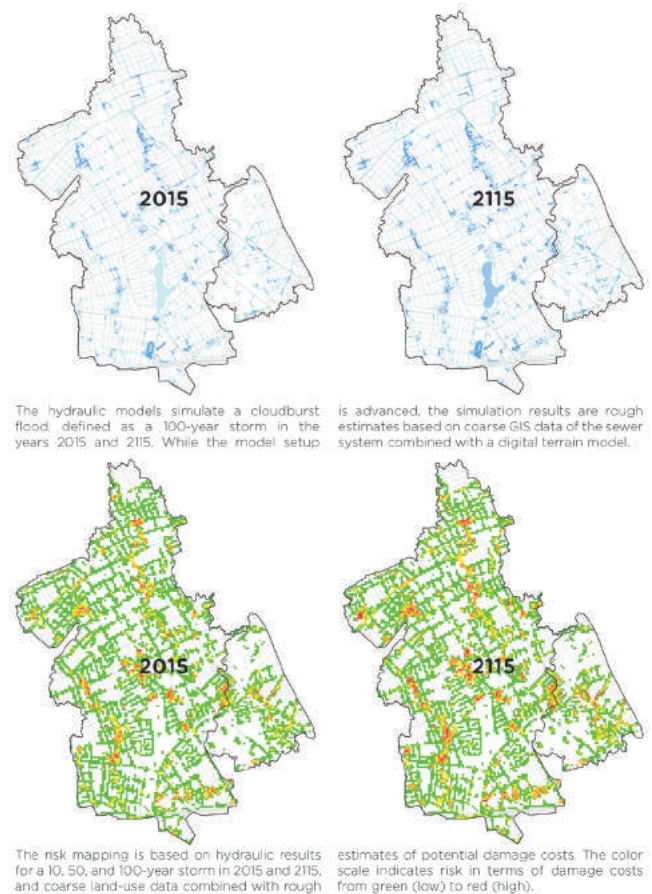 2015
2115
The hydraulic models simulate a cloudburst
flood, defined as a 100-year storm in the
years 2015 and 2115. While the model setup
is advanced, the simulation results are rough
estimates based on coarse GIS data of the sewer
system combined with a digital terrain model.
2015
2115
The risk mapping is based on hydraulic results
for a 10, 50, and 100-year storm in 2015 and 2115,
and coarse land-use data combined with rough
estimates of potential damage costs. The color
scale indicates risk in terms of damage costs
from green (low) to red (high).